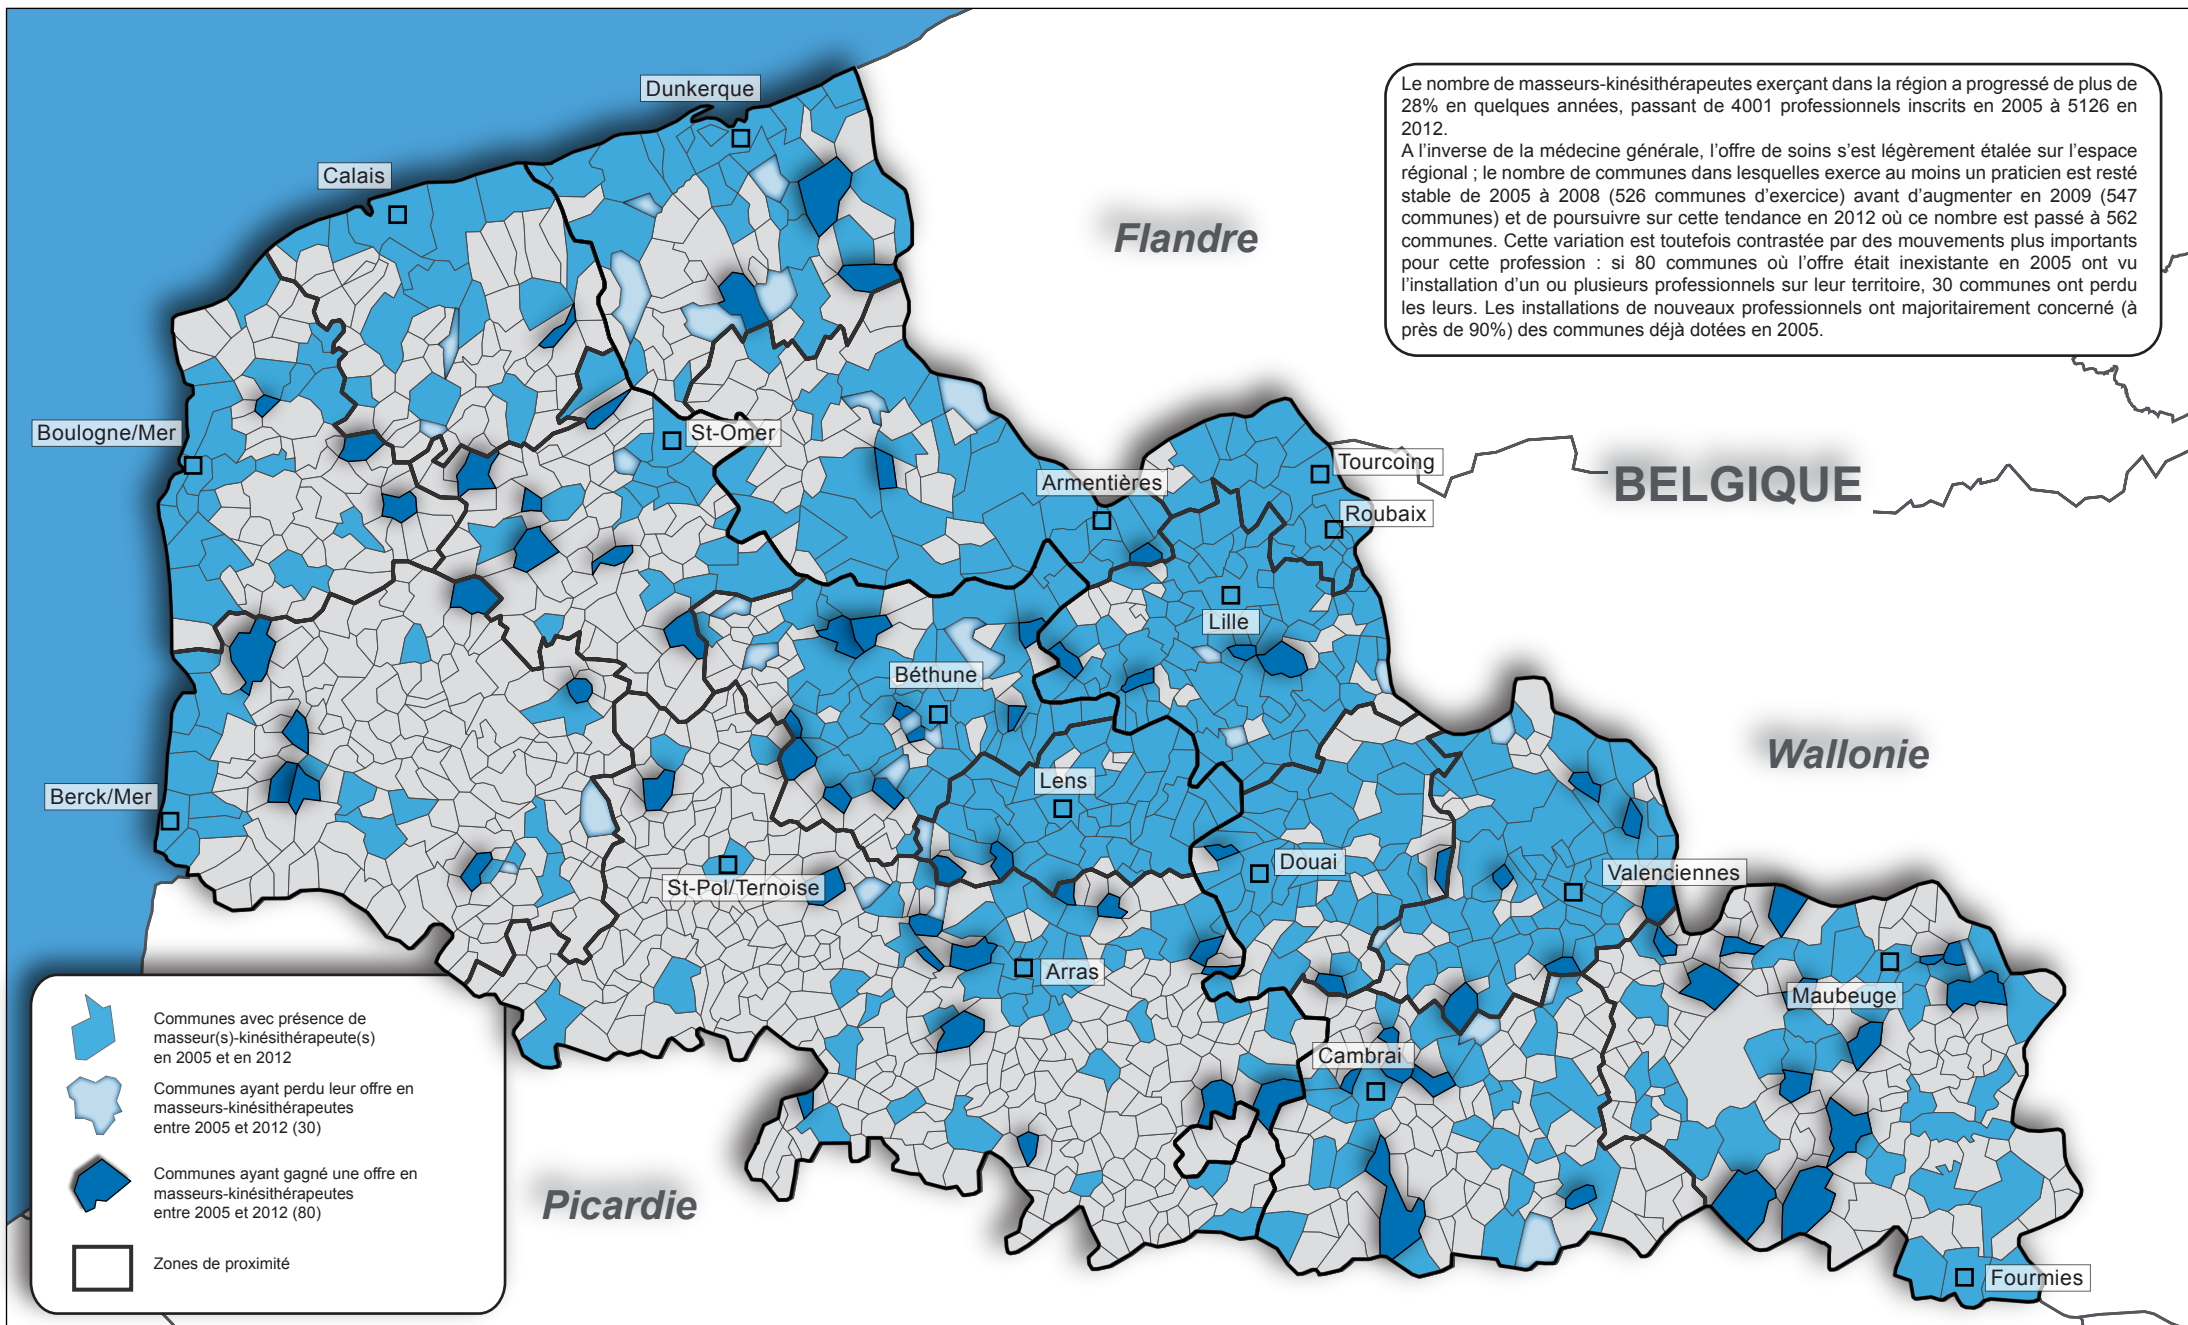 Dunkerque
Calais
Le nombre de masseurs-kinésithérapeutes exerçant dans la région a progressé de plus de
28% en quelques années, passant de 4001 professionnels inscrits en 2005 à 5126 en
2012.
A l’inverse de la médecine générale, l’offre de soins s’est légèrement étalée sur l’espace
régional ; le nombre de communes dans lesquelles exerce au moins un praticien est resté
stable de 2005 à 2008 (526 communes d’exercice) avant d’augmenter en 2009 (547
communes) et de poursuivre sur cette tendance en 2012 où ce nombre est passé à 562
communes. Cette variation est toutefois contrastée par des mouvements plus importants
pour cette profession : si 80 communes où l’offre était inexistante en 2005 ont vu
l’installation d’un ou plusieurs professionnels sur leur territoire, 30 communes ont perdu
les leurs. Les installations de nouveaux professionnels ont majoritairement concerné (à
près de 90%) des communes déjà dotées en 2005.
Flandre
Boulogne/Mer
St-Omer
Armentières
Tourcoing
BELGIQUE
Roubaix
Lille
Béthune
Wallonie
Berck/Mer
Lens
Douai
Valenciennes
St-Pol/Ternoise
Arras
Maubeuge
Cambrai
Picardie
Fourmies
Communes avec présence de
masseur(s)-kinésithérapeute(s)
en 2005 et en 2012
Communes ayant perdu leur offre en
masseurs-kinésithérapeutes
entre 2005 et 2012 (30)
Communes ayant gagné une offre en
masseurs-kinésithérapeutes
entre 2005 et 2012 (80)
Zones de proximité